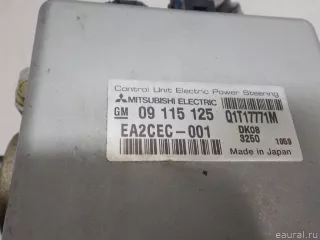 Control Unit Electric Power Steering
MITSUBISHI ELECTRIC
GM 09 115 125 Q1T17771M
EA2CEC-001 DK08
3250 1059
Made in Japan
eaural.ru